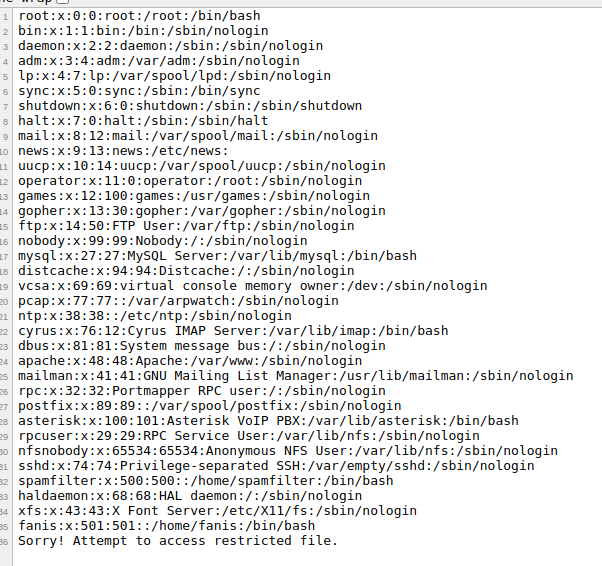 1 root:x:0:0:root:/root:/bin/bash
2 bin:x:1:1:bin:/bin:/sbin/nologin
3 daemon:x:2:2:daemon:/sbin:/sbin/nologin
4 adm:x:3:4:adm:/var/adm:/sbin/nologin
5 lp:x:4:7:lp:/var/spool/lpd:/sbin/nologin
6 sync:x:5:0:sync:/sbin:/bin/sync
7 shutdown:x:6:0:shutdown:/sbin:/sbin/shutdown
8 halt:x:7:0:halt:/sbin:/sbin/halt
9 mail:x:8:12:mail:/var/spool/mail:/sbin/nologin
10 news:x:9:13:news:/etc/news:
11 uucp:x:10:14:uucp:/var/spool/uucp:/sbin/nologin
12 operator:x:11:0:operator:/root:/sbin/nologin
13 games:x:12:100:games:/usr/games:/sbin/nologin
14 gopher:x:13:30:gopher:/var/gopher:/sbin/nologin
15 ftp:x:14:50:FTP User:/var/ftp:/sbin/nologin
16 nobody:x:99:99:Nobody:/:/sbin/nologin
17 mysql:x:27:27:MySQL Server:/var/lib/mysql:/bin/bash
18 distcache:x:94:94:Distcache:/:/sbin/nologin
19 vcsa:x:69:69:virtual console memory owner:/dev:/sbin/nologin
20 pcap:x:77:77::/var/arpwatch:/sbin/nologin
21 ntp:x:38:38::/etc/ntp:/sbin/nologin
22 cyrus:x:76:12:Cyrus IMAP Server:/var/lib/imap:/bin/bash
23 dbus:x:81:81:System message bus:/:/sbin/nologin
24 apache:x:48:48:Apache:/var/www:/sbin/nologin
25 mailman:x:41:41:GNU Mailing List Manager:/usr/lib/mailman:/sbin/nologin
26 rpc:x:32:32:Portmapper RPC user:/:/sbin/nologin
27 postfix:x:89:89::/var/spool/postfix:/sbin/nologin
28 asterisk:x:100:101:Asterisk VoIP PBX:/var/lib/asterisk:/bin/bash
29 rpcuser:x:29:29:RPC Service User:/var/lib/nfs:/sbin/nologin
30 nfsnobody:x:65534:65534:Anonymous NFS User:/var/lib/nfs:/sbin/nologin
31 sshd:x:74:74:Privilege-separated SSH:/var/empty/sshd:/sbin/nologin
32 spamfilter:x:500:500::/home/spamfilter:/bin/bash
33 haldaemon:x:68:68:HAL daemon:/:/sbin/nologin
34 xfs:x:43:43:X Font Server:/etc/X11/fs:/sbin/nologin
35 fanis:x:501:501::/home/fanis:/bin/bash
36 Sorry! Attempt to access restricted file.